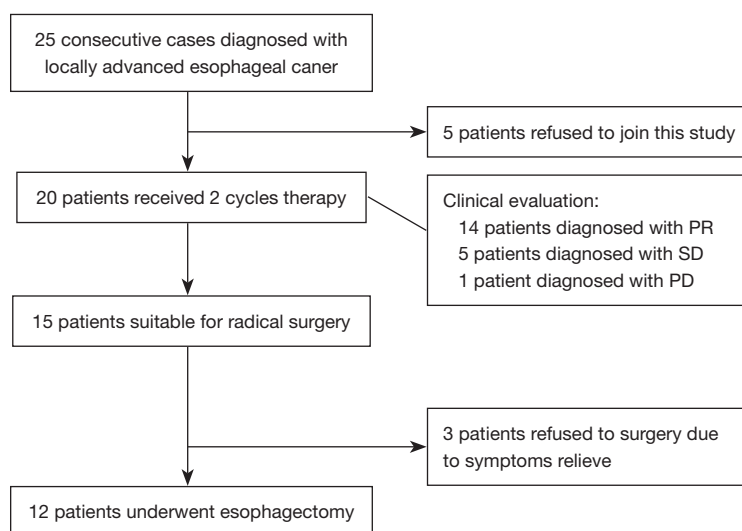 25 consecutive cases diagnosed with
locally advanced esophageal caner
5 patients refused to join this study
20 patients received 2 cycles therapy
Clinical evaluation:
14 patients diagnosed with PR
5 patients diagnosed with SD
1 patient diagnosed with PD
15 patients suitable for radical surgery
3 patients refused to surgery due
to symptoms relieve
12 patients underwent esophagectomy